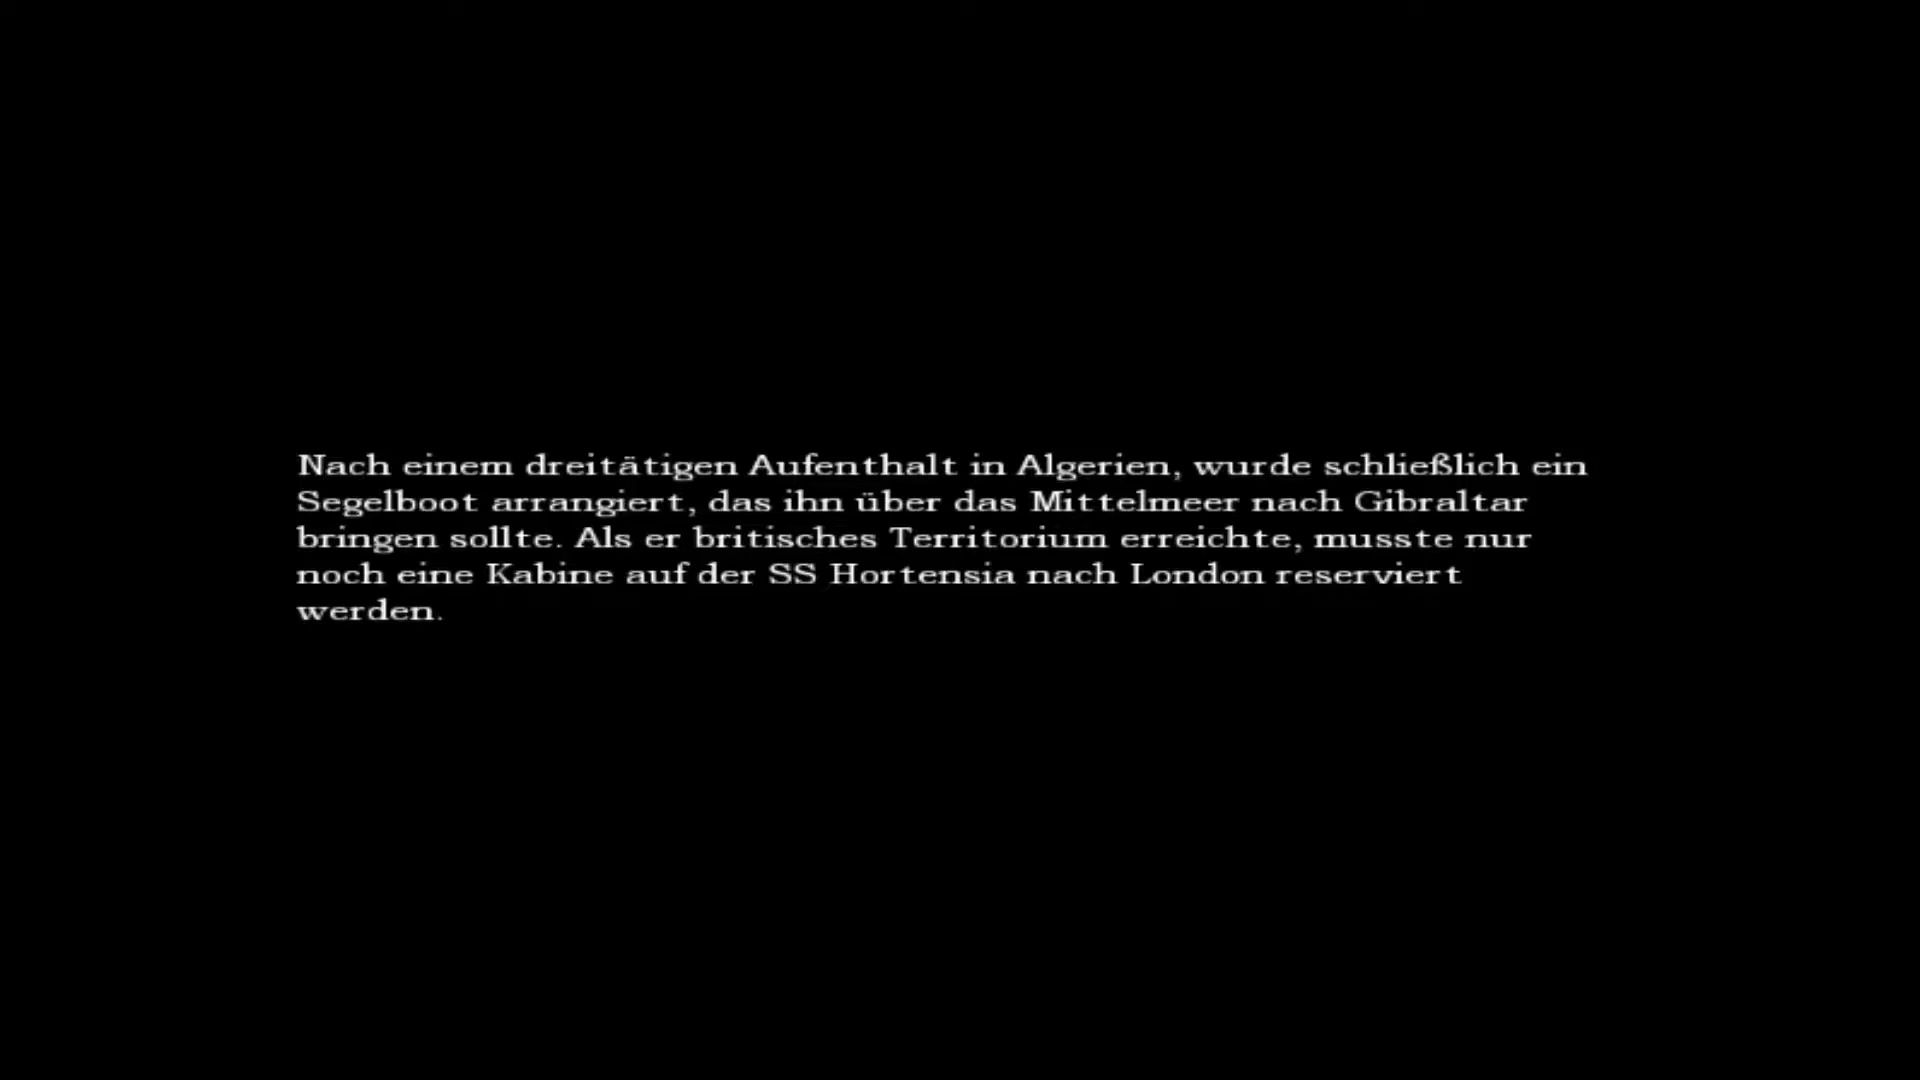 Nach einem dreitätigen Aufenthalt in Algerien, wurde schließlich ein
Segelboot arrangiert, das ihn über das Mittelmeer nach Gibraltar
bringen sollte. Als er britisches Territorium erreichte, musste nur
noch eine Kabine auf der SS Hortensia nach London reserviert
werden.